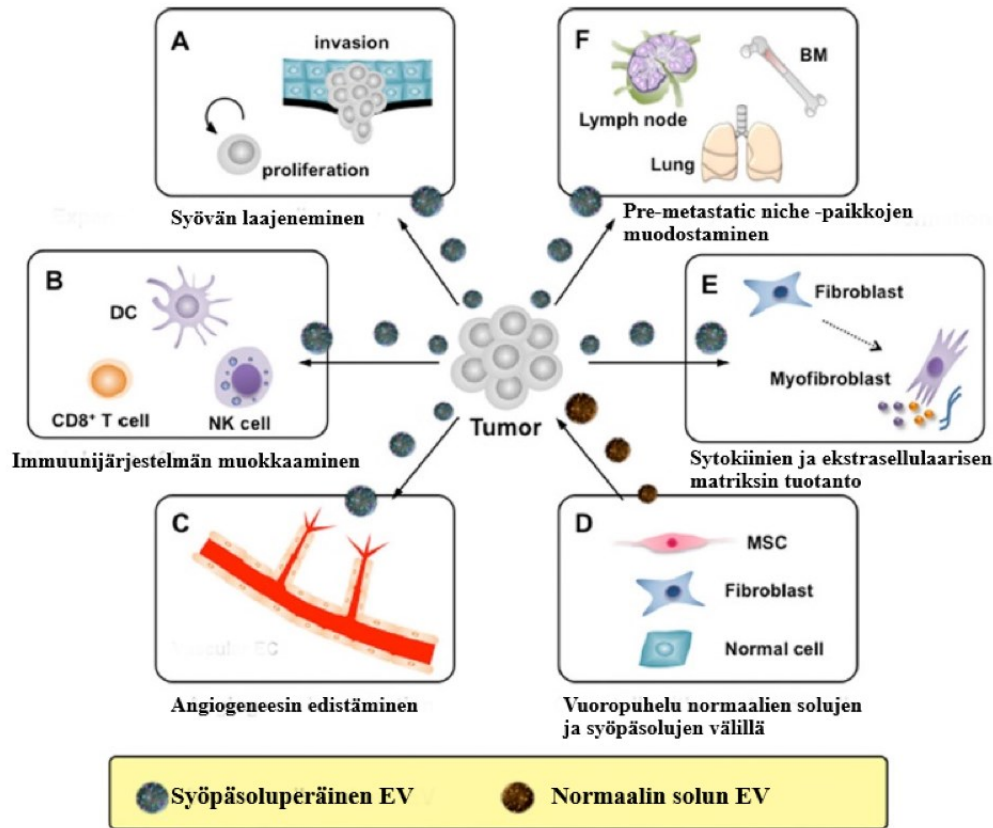 A
invasion
proliferation
Syövän laajeneminen
F
BM
Lymph node
Lung
Pre-metastatic niche -paikkojen
muodostaminen
B
DC
CD8⁺ T cell
NK cell
Immuunijärjestelmän muokkaaminen
Tumor
E
Fibroblast
Myofibroblast
Sytokiinien ja ekstrasellulaarisen
matriksin tuotanto
C
Angiogeneesin edistäminen
D
MSC
Fibroblast
Normal cell
Vuoropuhelu normaalien solujen
ja syöpäsolujen välillä
Syöpäsoluperäinen EV
Normaalin solun EV